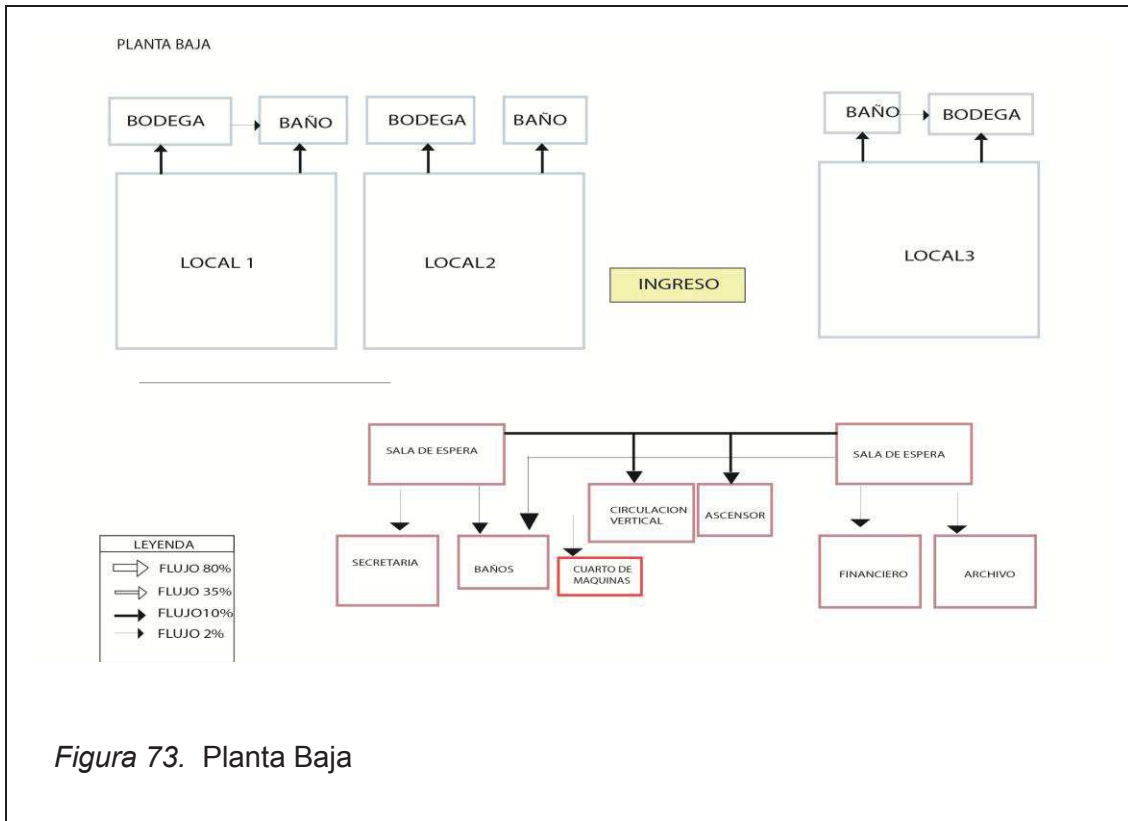 PLANTA BAJA
BODEGA
BAÑO
BODEGA
BAÑO
BAÑO
BODEGA
LOCAL 1
LOCAL2
INGRESO
LOCAL3
SALA DE ESPERA
SALA DE ESPERA
CIRCULACION
VERTICAL
ASCENSOR
SECRETARIA
BAÑOS
CUARTO DE
MAQUINAS
FINANCIERO
ARCHIVO
LEYENDA
FLUJO 80%
FLUJO 35%
FLUJO10%
FLUJO 2%
Figura 73. Planta Baja